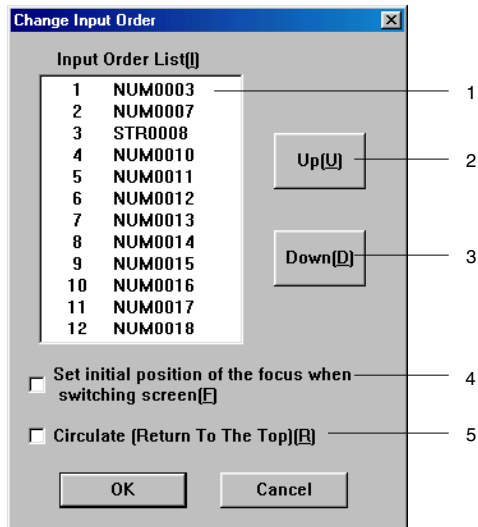 Change Input Order
Input Order List(I)
1 NUM0003 1
2 NUM0007
3 STR0008
4 NUM0010
5 NUM0011
6 NUM0012
7 NUM0013
8 NUM0014
9 NUM0015
10 NUM0016
11 NUM0017
12 NUM0018
Up(U) 2
Down(D) 3
Set initial position of the focus when 4
switching screen(F)
Circulate (Return To The Top)(R) 5
OK Cancel